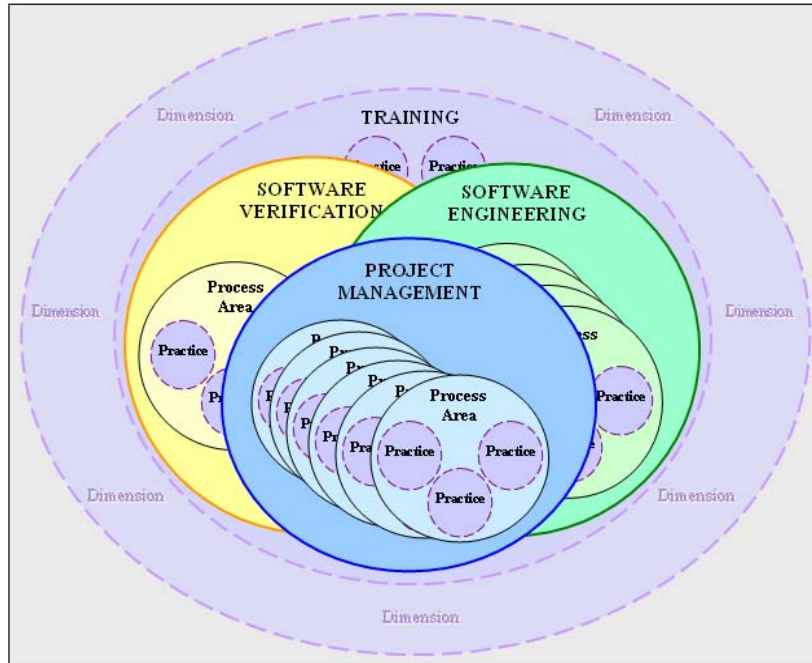 Dimension
Dimension
TRAINING
Practice
SOFTWARE
VERIFICATION
SOFTWARE
ENGINEERING
PROJECT
MANAGEMENT
Process
Area
Dimension
Dimension
Practice
Process
Area
Practice
Practice
Practice
Practice
Dimension
Dimension
Dimension